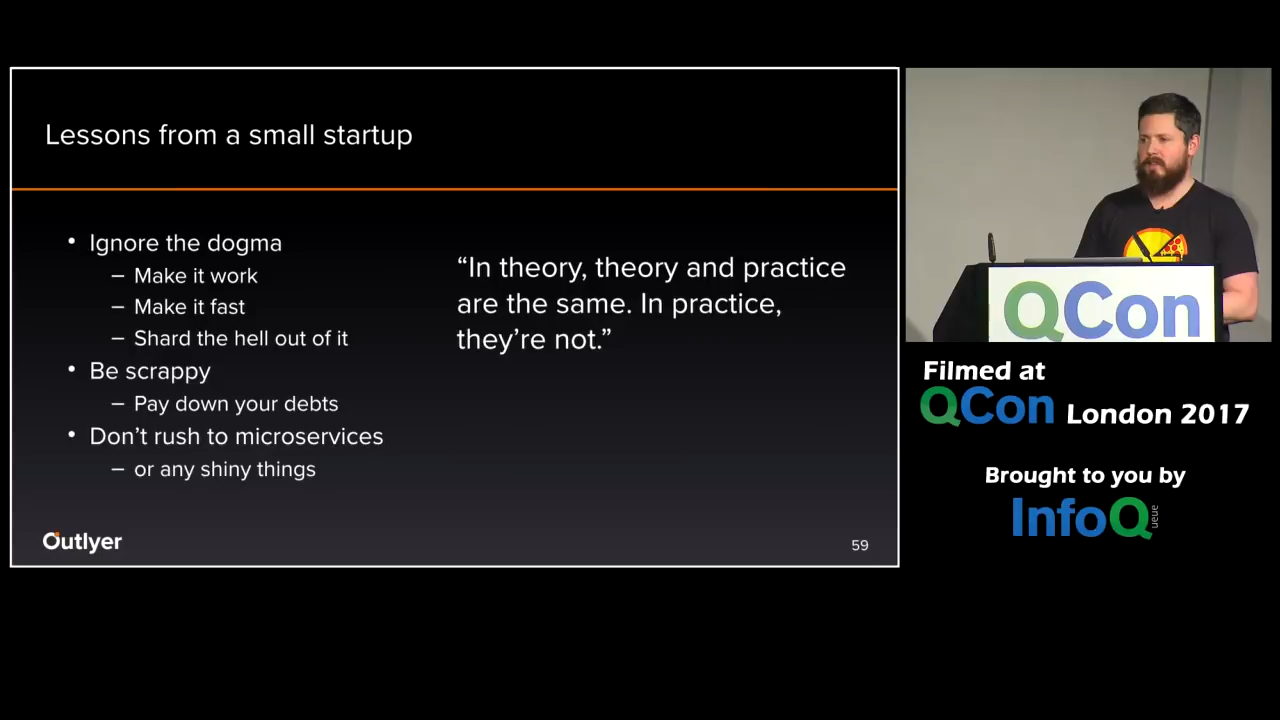 Lessons from a small startup
• Ignore the dogma
– Make it work
– Make it fast
– Shard the hell out of it
• Be scrappy
– Pay down your debts
• Don’t rush to microservices
– or any shiny things
“In theory, theory and practice
are the same. In practice,
they’re not.”
Outlyer
59
QCon
Filmed at
QCon London 2017
Brought to you by
InfoQ
ueue